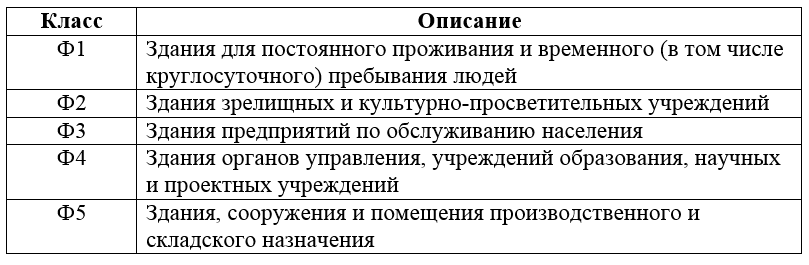 Класс Описание
Ф1 Здания для постоянного проживания и временного (в том числе
круглосуточного) пребывания людей
Ф2 Здания зрелищных и культурно-просветительных учреждений
Ф3 Здания предприятий по обслуживанию населения
Ф4 Здания органов управления, учреждений образования, научных
и проектных учреждений
Ф5 Здания, сооружения и помещения производственного и
складского назначения